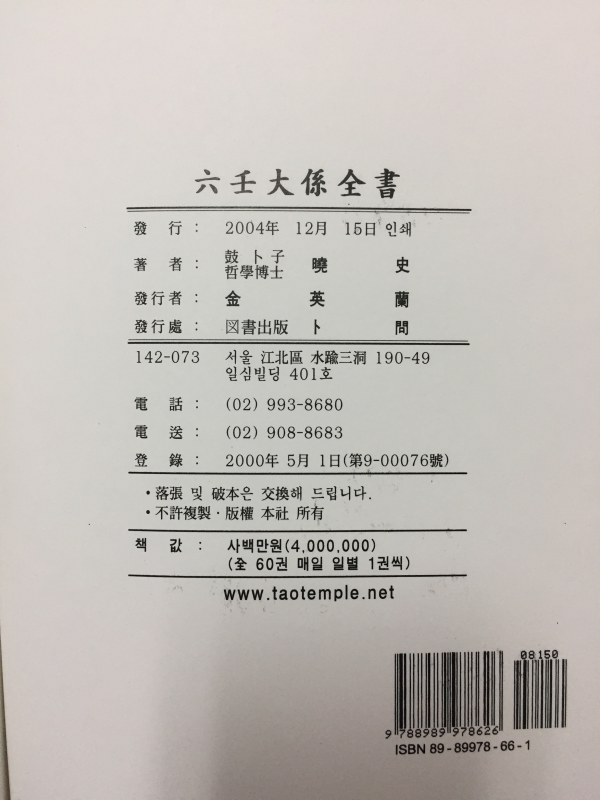 六壬大係全書
發 行 : 2004年 12月 15日 인쇄
著 者 : 鼓卜子 哲學博士 曉 史
發行者 : 金 英 蘭
發行處 : 図書出版 卜 問
142-073 서울 江北區 水踰三洞 190-49
일심빌딩 401호
電 話 : (02) 993-8680
電 送 : (02) 908-8683
登 錄 : 2000年 5月 1日(第9-00076號)
· 落張 및 破本은 交換해 드립니다.
· 不許複製 · 版權 本社 所有
책 값 : 사백만원(4,000,000)
(全 60권 매일 일별 1권씩)
www.taotemple.net
08150
9 788989 978626
ISBN 89-89978-66-1